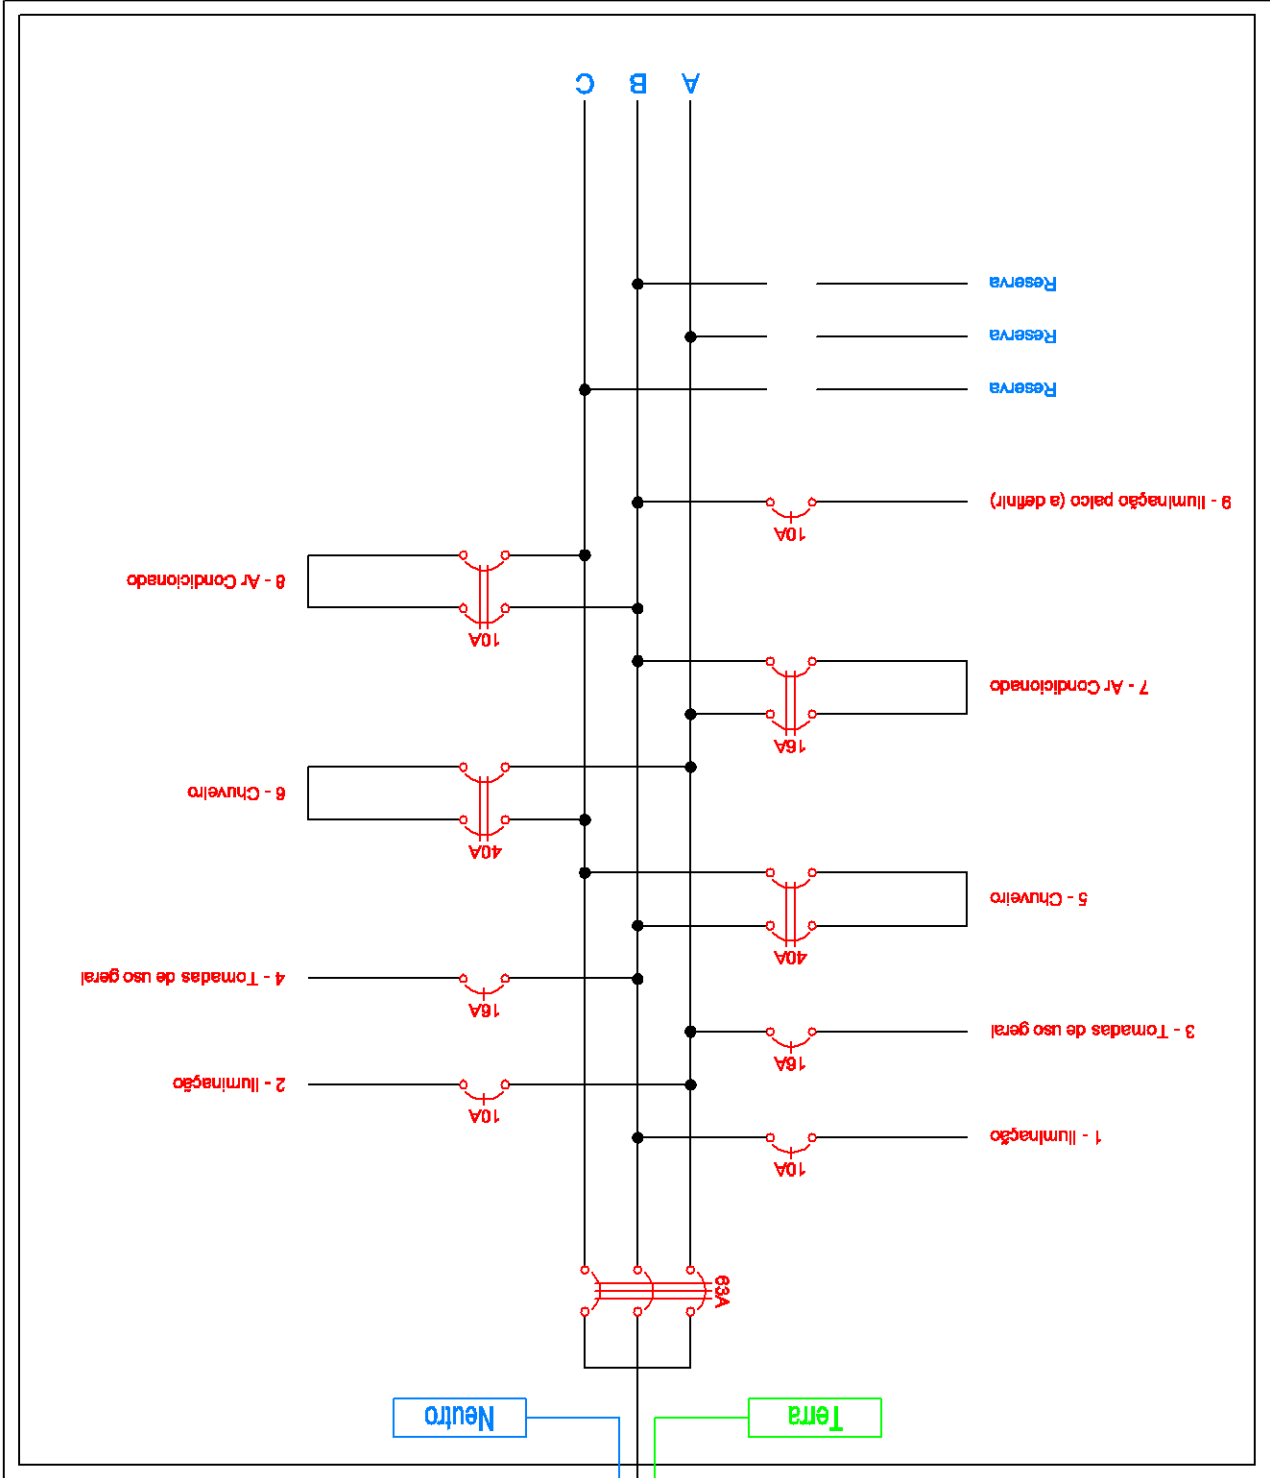 Terra
Neutro
63A
10A
1 - Iluminação
10A
2 - Iluminação
16A
3 - Tomadas de uso geral
16A
4 - Tomadas de uso geral
40A
5 - Chuveiro
40A
6 - Chuveiro
16A
7 - Ar Condicionado
10A
8 - Ar Condicionado
10A
9 - Iluminação palco (a definir)
Reserva
Reserva
Reserva
A B C